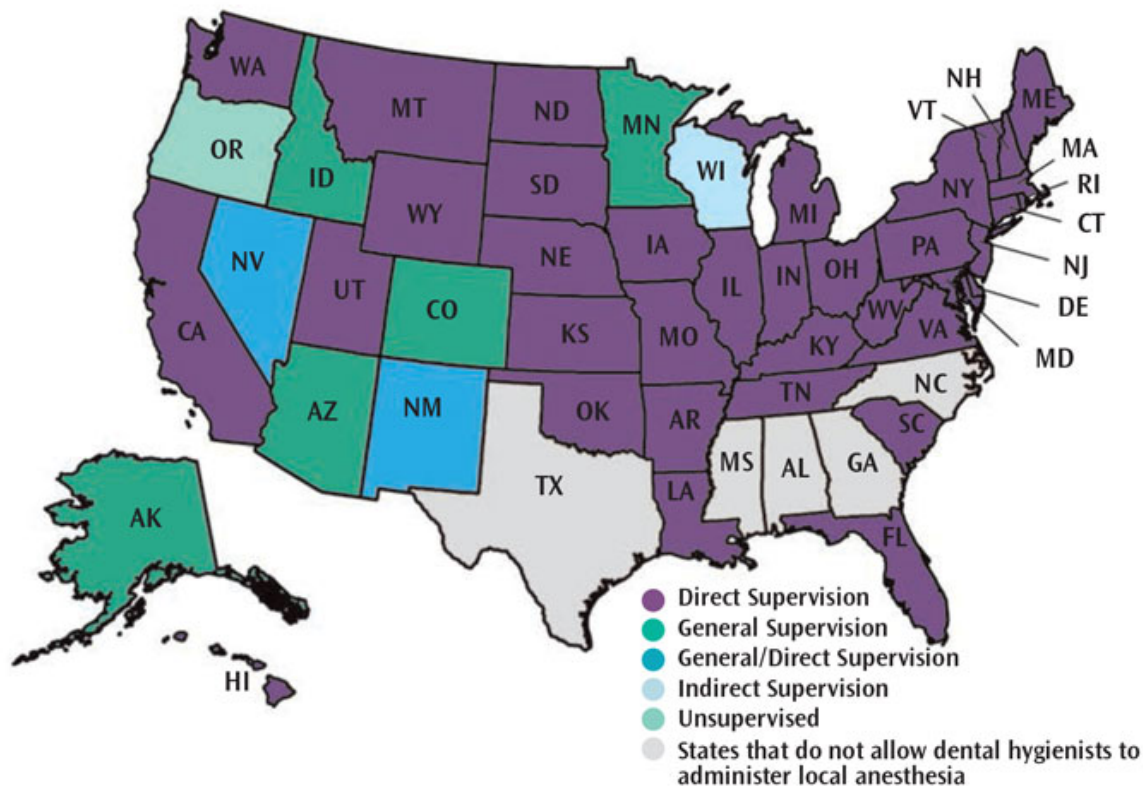 WA
MT
ND
MN
NH
VT
ME
OR
ID
WY
SD
WI
MI
NY
MA
RI
CT
NV
UT
CO
NE
IA
IL
IN
OH
PA
NJ
DE
MD
CA
KS
MO
KY
WV
VA
AZ
NM
OK
AR
TN
NC
SC
TX
MS
AL
GA
LA
FL
AK
HI
Direct Supervision
General Supervision
General/Direct Supervision
Indirect Supervision
Unsupervised
States that do not allow dental hygienists to
administer local anesthesia